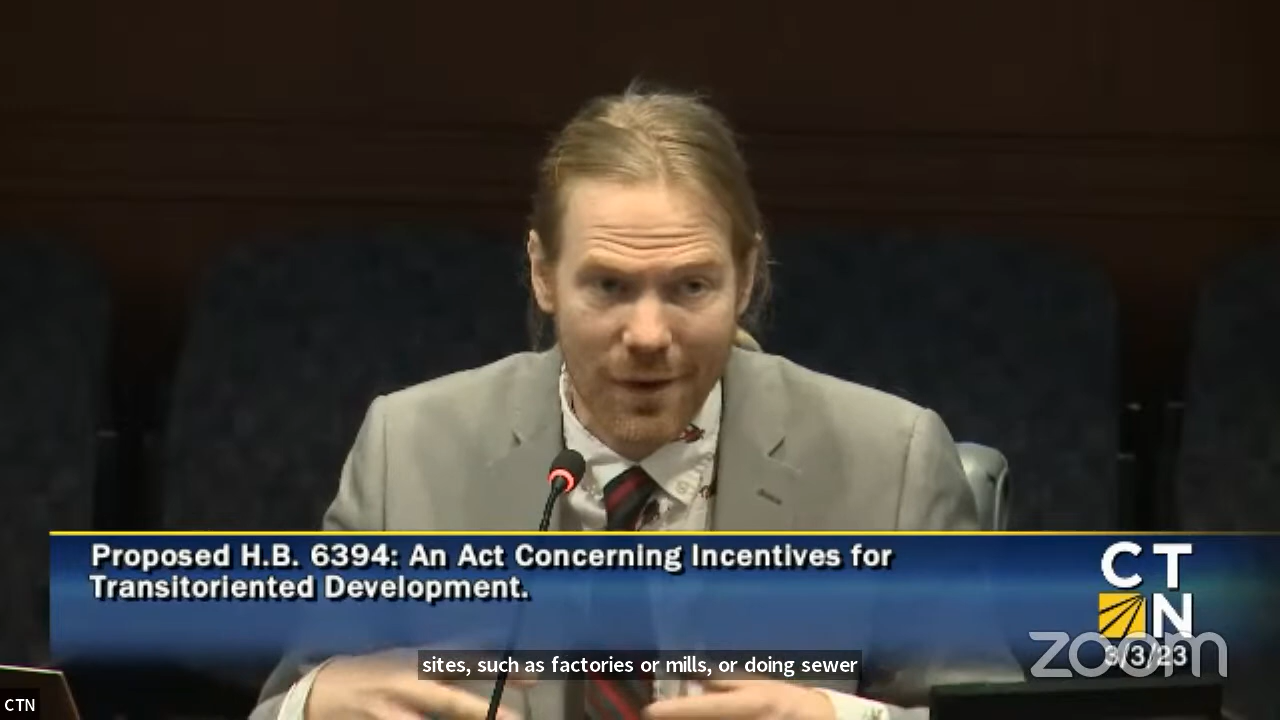 Proposed H.B. 6394: An Act Concerning Incentives for
Transitoriented Development.
CT
N
zoom
3/3/23
sites, such as factories or mills, or doing sewer
CTN